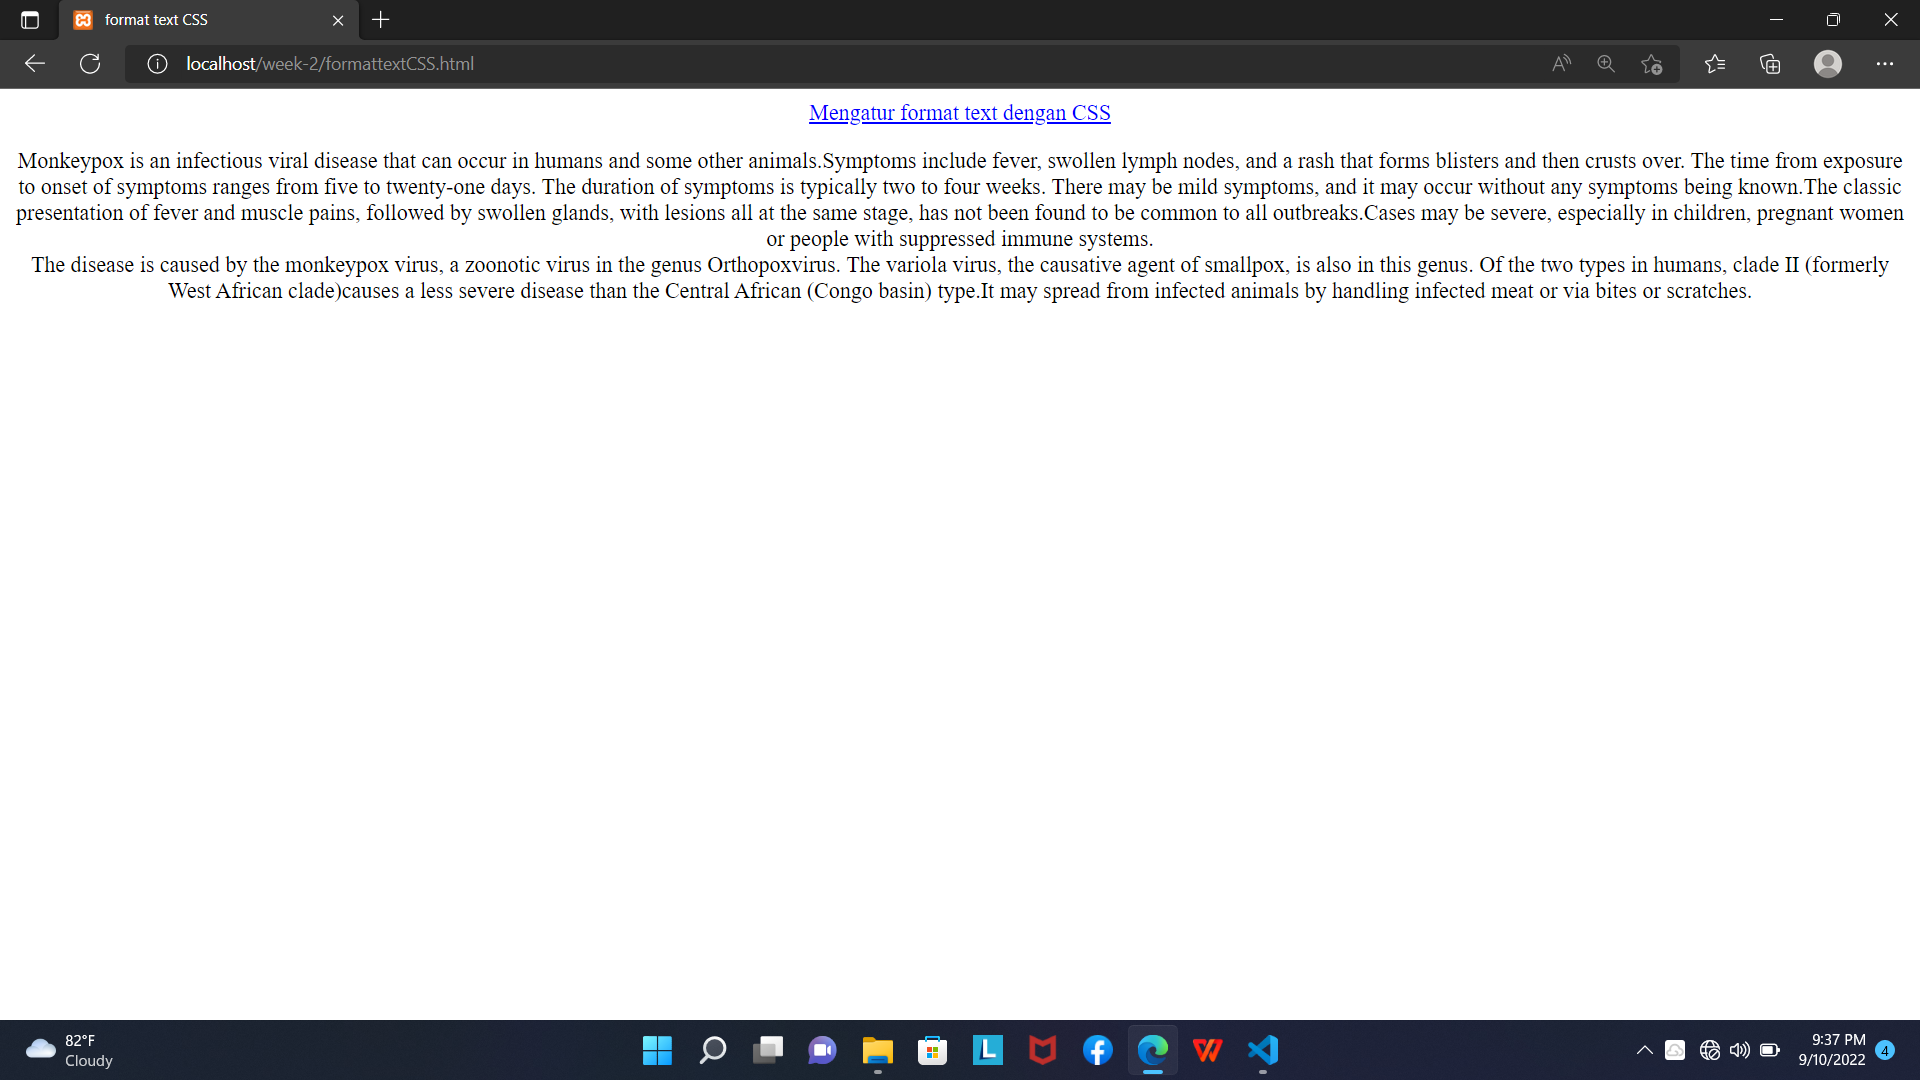 format text CSS
localhost/week-2/formattextCSS.html
Mengatur format text dengan CSS
Monkeypox is an infectious viral disease that can occur in humans and some other animals.Symptoms include fever, swollen lymph nodes, and a rash that forms blisters and then crusts over. The time from exposure
to onset of symptoms ranges from five to twenty-one days. The duration of symptoms is typically two to four weeks. There may be mild symptoms, and it may occur without any symptoms being known.The classic
presentation of fever and muscle pains, followed by swollen glands, with lesions all at the same stage, has not been found to be common to all outbreaks.Cases may be severe, especially in children, pregnant women
or people with suppressed immune systems.
The disease is caused by the monkeypox virus, a zoonotic virus in the genus Orthopoxvirus. The variola virus, the causative agent of smallpox, is also in this genus. Of the two types in humans, clade II (formerly
West African clade)causes a less severe disease than the Central African (Congo basin) type.It may spread from infected animals by handling infected meat or via bites or scratches.
82°F
Cloudy
L
9:37 PM
9/10/2022
4